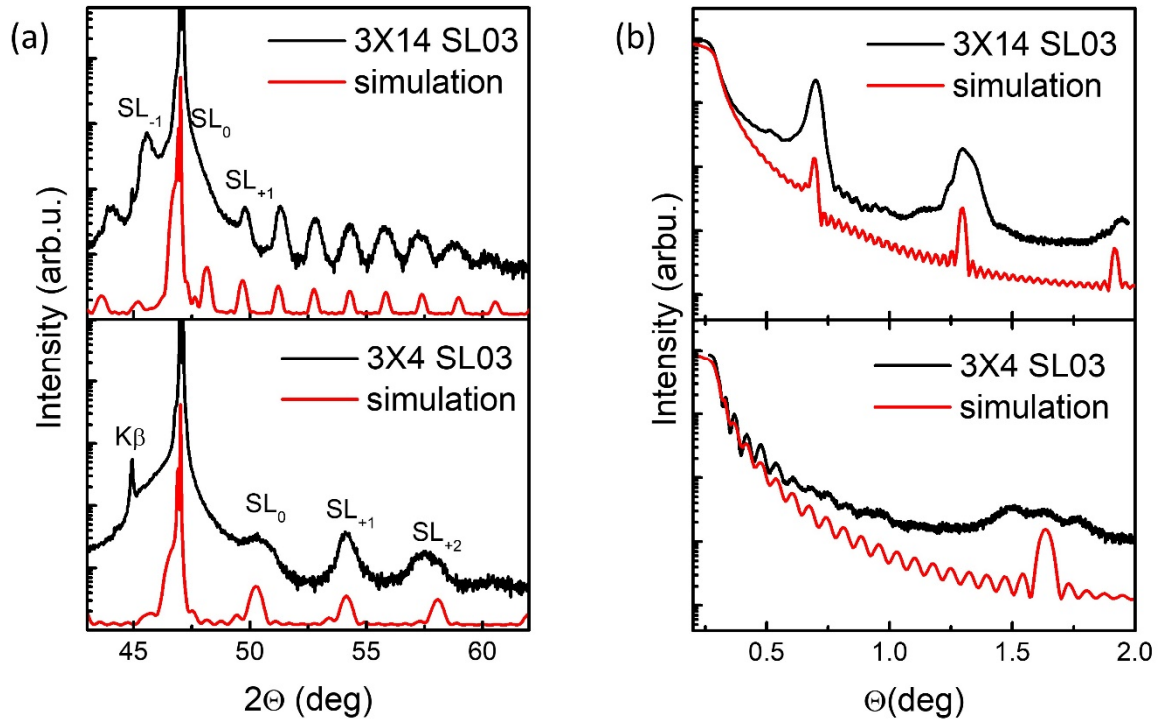 (a)
3X14 SL03
simulation
SL-1
SL0
SL+1
Intensity (arb.u.)
3X4 SL03
simulation
Kβ
SL0
SL+1
SL+2
45 50 55 60
2Θ (deg)
(b)
3X14 SL03
simulation
Intensity (arbu.)
3X4 SL03
simulation
0.5 1.0 1.5 2.0
Θ(deg)